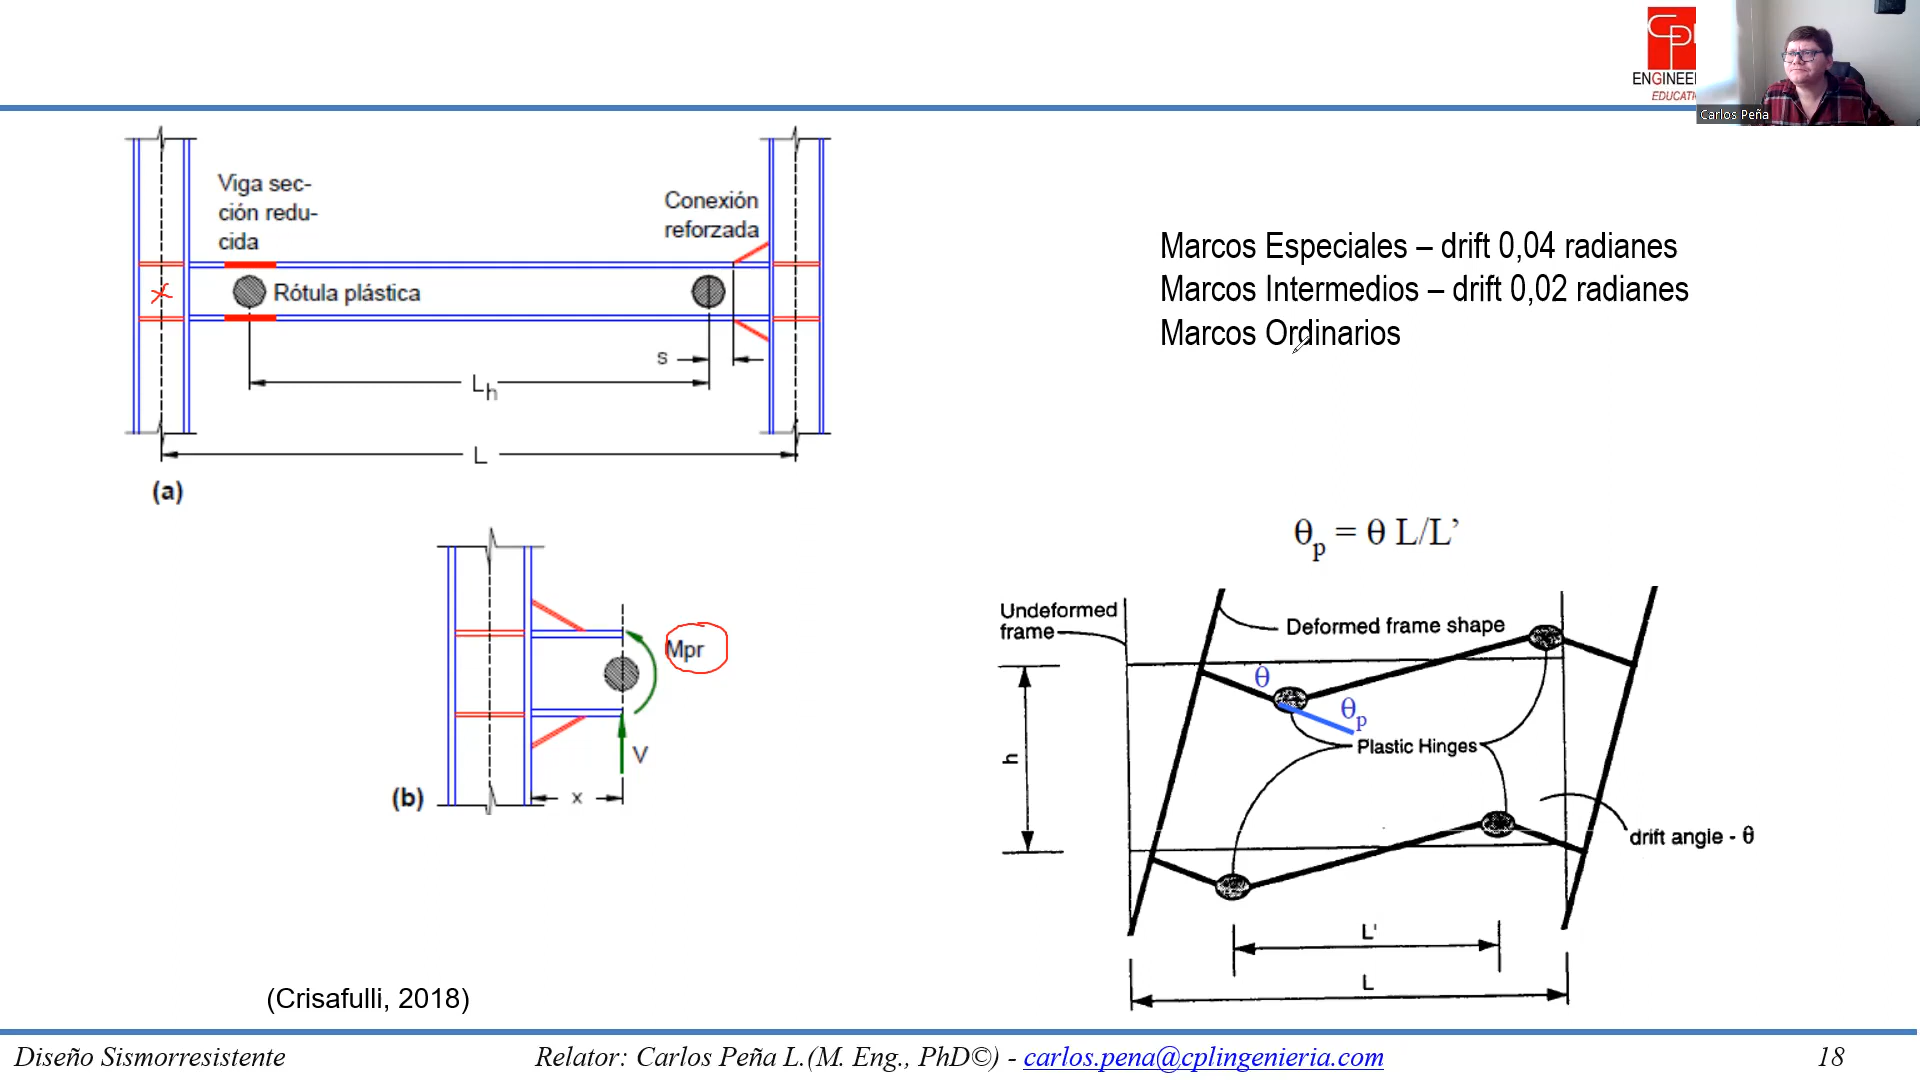 CP
ENGINEE
EDUCATI
Carlos Peña
Viga sec-
ción redu-
cida
Conexión
reforzada
Rótula plástica
s
Lh
L
(a)
Marcos Especiales – drift 0,04 radianes
Marcos Intermedios – drift 0,02 radianes
Marcos Ordinarios
θp = θ L/L’
Mpr
V
x
(b)
Undeformed
frame
Deformed frame shape
θ
θp
Plastic Hinges
h
drift angle - θ
L'
L
(Crisafulli, 2018)
Diseño Sismorresistente
Relator: Carlos Peña L.(M. Eng., PhD©) - carlos.pena@cplingenieria.com
18